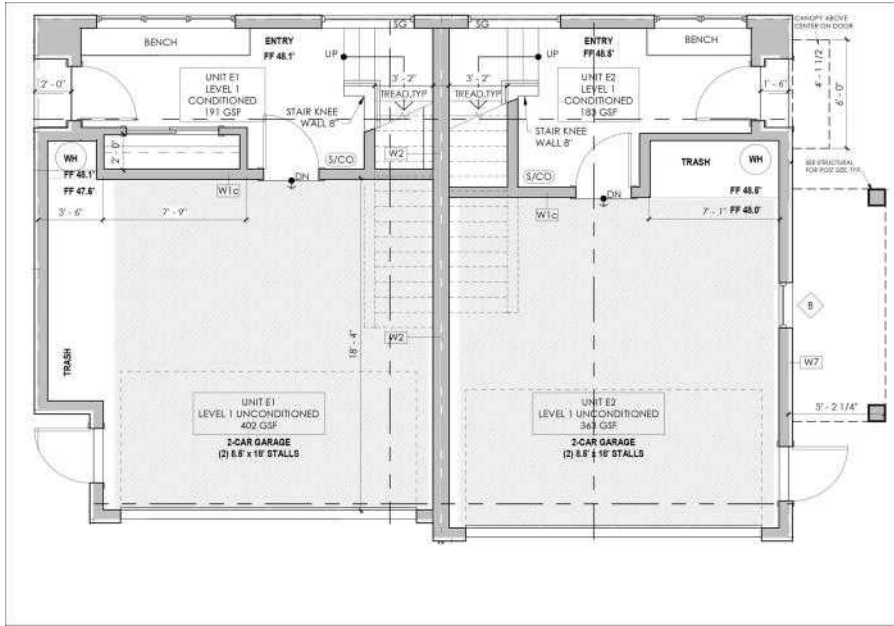 SG
SG
CANOPY ABOVE
CENTER ON DOOR
BENCH
ENTRY
FF 48.1'
UP
UP
ENTRY
FF 48.6'
BENCH
4' - 1 1/2"
6' - 0"
2' - 0"
UNIT E1
LEVEL 1
CONDITIONED
191 GSF
3' - 2"
TREAD,TYP
3' - 2"
TREAD,TYP
UNIT E2
LEVEL 1
CONDITIONED
183 GSF
1' - 6"
STAIR KNEE
WALL 8"
STAIR KNEE
WALL 8"
2' - 0"
WH
S/CO
W2
S/CO
TRASH
WH
SEE STRUCTURAL
FOR POST SIZE, TYP.
FF 48.1'
FF 47.6'
W1c
DN
DN
FF 48.6'
FF 48.0'
3' - 6"
7' - 9"
W1c
7' - 1"
B
18' - 4"
W2
W7
TRASH
UNIT E1
LEVEL 1 UNCONDITIONED
402 GSF
2-CAR GARAGE
(2) 8.5' x 18' STALLS
UNIT E2
LEVEL 1 UNCONDITIONED
363 GSF
2-CAR GARAGE
(2) 8.5' x 18' STALLS
5' - 2 1/4"